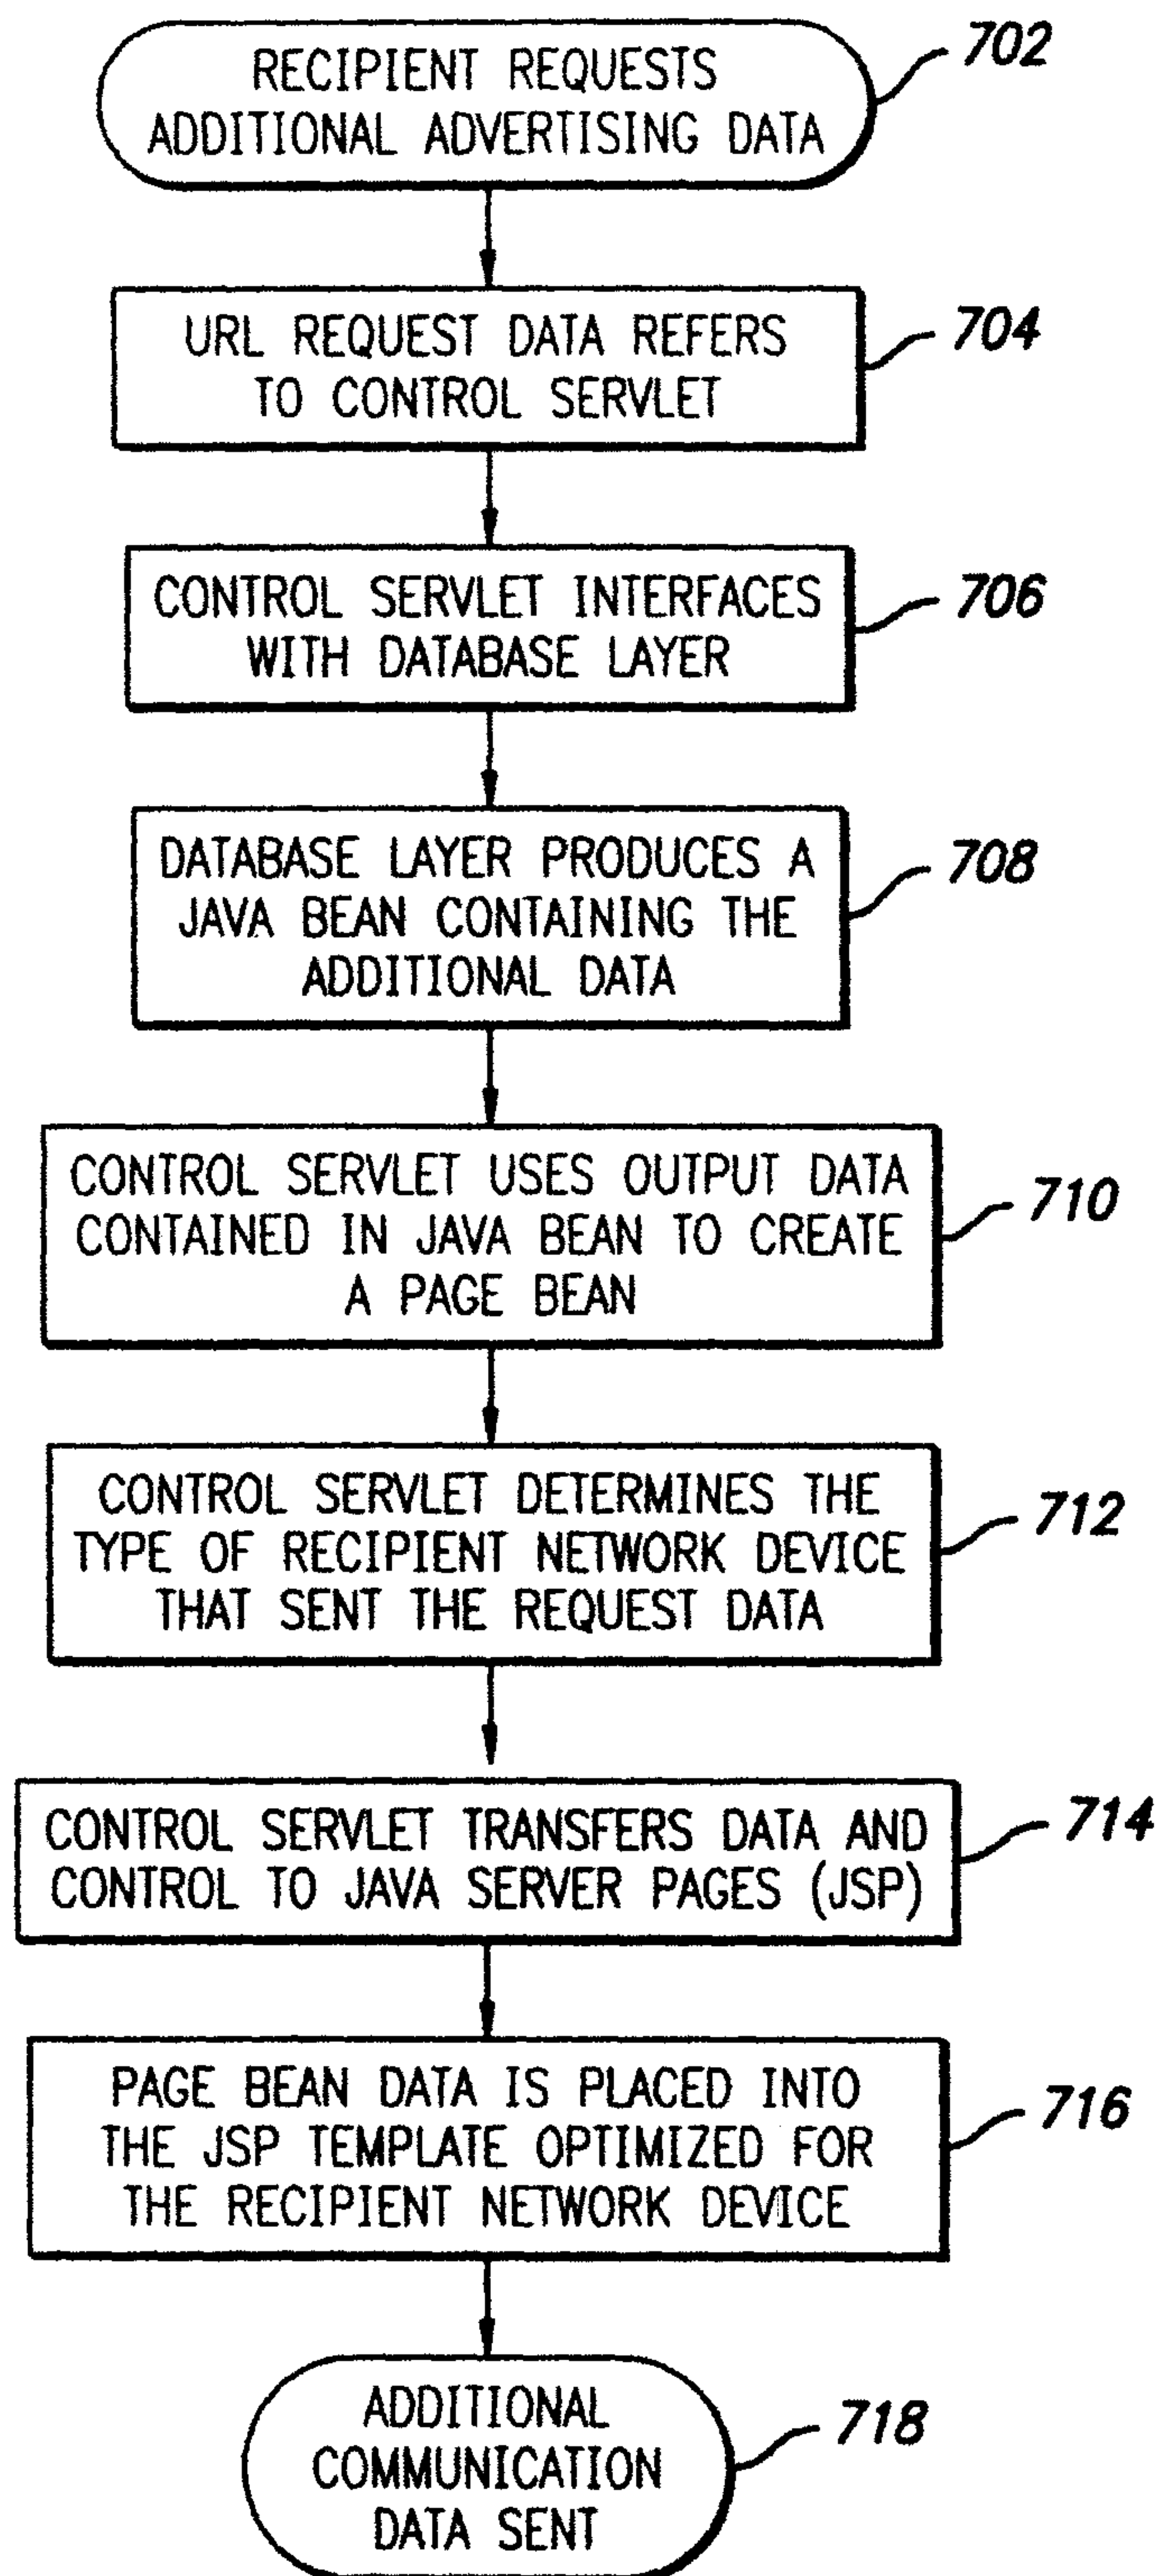 RECIPIENT REQUESTS
ADDITIONAL ADVERTISING DATA
702
URL REQUEST DATA REFERS
TO CONTROL SERVLET
704
CONTROL SERVLET INTERFACES
WITH DATABASE LAYER
706
DATABASE LAYER PRODUCES A
JAVA BEAN CONTAINING THE
ADDITIONAL DATA
708
CONTROL SERVLET USES OUTPUT DATA
CONTAINED IN JAVA BEAN TO CREATE
A PAGE BEAN
710
CONTROL SERVLET DETERMINES THE
TYPE OF RECIPIENT NETWORK DEVICE
THAT SENT THE REQUEST DATA
712
CONTROL SERVLET TRANSFERS DATA AND
CONTROL TO JAVA SERVER PAGES (JSP)
714
PAGE BEAN DATA IS PLACED INTO
THE JSP TEMPLATE OPTIMIZED FOR
THE RECIPIENT NETWORK DEVICE
716
ADDITIONAL
COMMUNICATION
DATA SENT
718